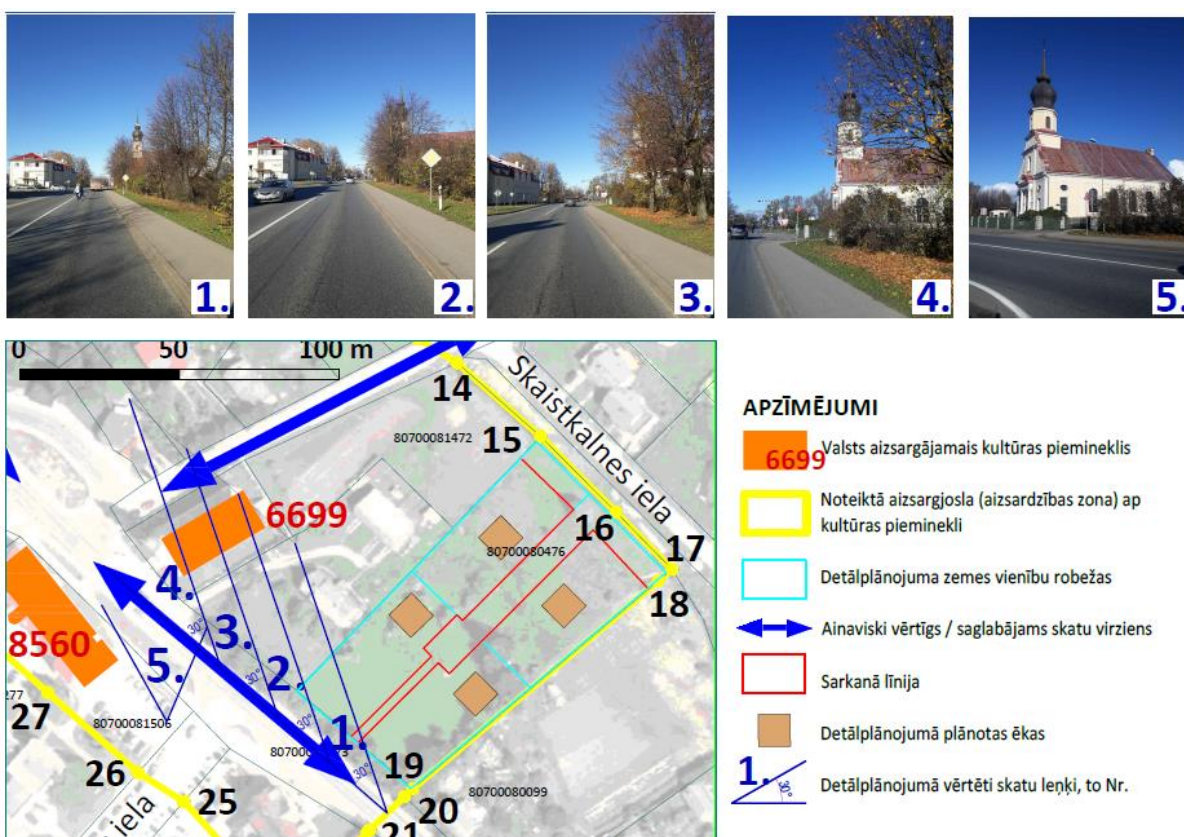 1.
2.
3.
4.
5.
0 50 100 m
14
Skaistkalnes iela
80700081472
15
6699
16
80700080476
17
18
4.
3.
8560
5.
2.
30°
30°
30°
30°
277
27
80700081506
1.
26
19
20
80700080099
25
iela
21
APZĪMĒJUMI
6699 Valsts aizsargājamais kultūras piemineklis
Noteiktā aizsargjosla (aizsardzības zona) ap
kultūras pieminekli
Detālplānojuma zemes vienību robežas
Ainaviski vērtīgs / saglabājams skatu virziens
Sarkanā līnija
Detālplānojumā plānotas ēkas
1. 30° Detālplānojumā vērtēti skatu leņķi, to Nr.